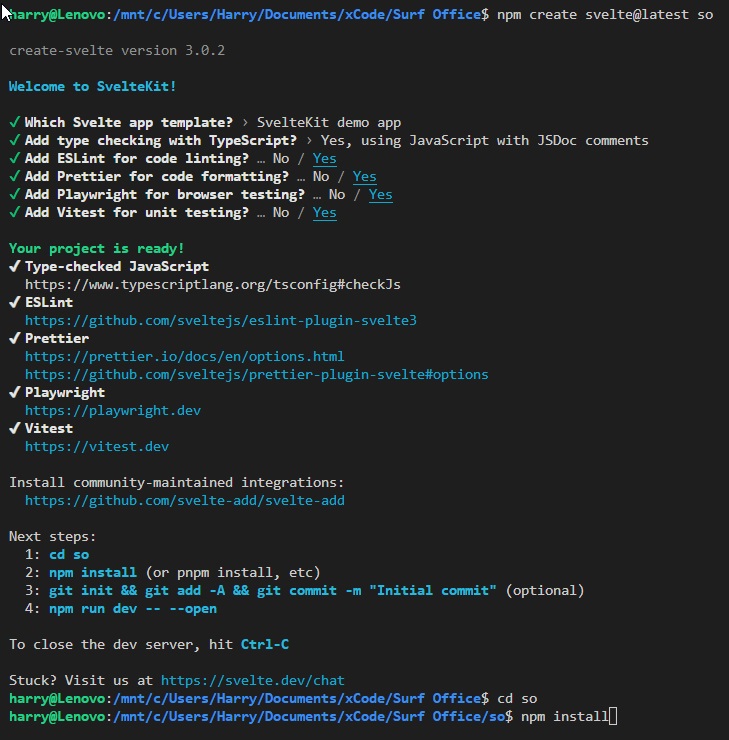 harry@Lenovo:/mnt/c/Users/Harry/Documents/xCode/Surf Office$ npm create svelte@latest so
create-svelte version 3.0.2
Welcome to SvelteKit!
✔ Which Svelte app template? › SvelteKit demo app
✔ Add type checking with TypeScript? › Yes, using JavaScript with JSDoc comments
✔ Add ESLint for code linting? … No / Yes
✔ Add Prettier for code formatting? … No / Yes
✔ Add Playwright for browser testing? … No / Yes
✔ Add Vitest for unit testing? … No / Yes
Your project is ready!
✔ Type-checked JavaScript
https://www.typescriptlang.org/tsconfig#checkJs
✔ ESLint
https://github.com/sveltejs/eslint-plugin-svelte3
✔ Prettier
https://prettier.io/docs/en/options.html
https://github.com/sveltejs/prettier-plugin-svelte#options
✔ Playwright
https://playwright.dev
✔ Vitest
https://vitest.dev
Install community-maintained integrations:
https://github.com/svelte-add/svelte-add
Next steps:
1: cd so
2: npm install (or pnpm install, etc)
3: git init && git add -A && git commit -m "Initial commit" (optional)
4: npm run dev -- --open
To close the dev server, hit Ctrl-C
Stuck? Visit us at https://svelte.dev/chat
harry@Lenovo:/mnt/c/Users/Harry/Documents/xCode/Surf Office$ cd so
harry@Lenovo:/mnt/c/Users/Harry/Documents/xCode/Surf Office/so$ npm install